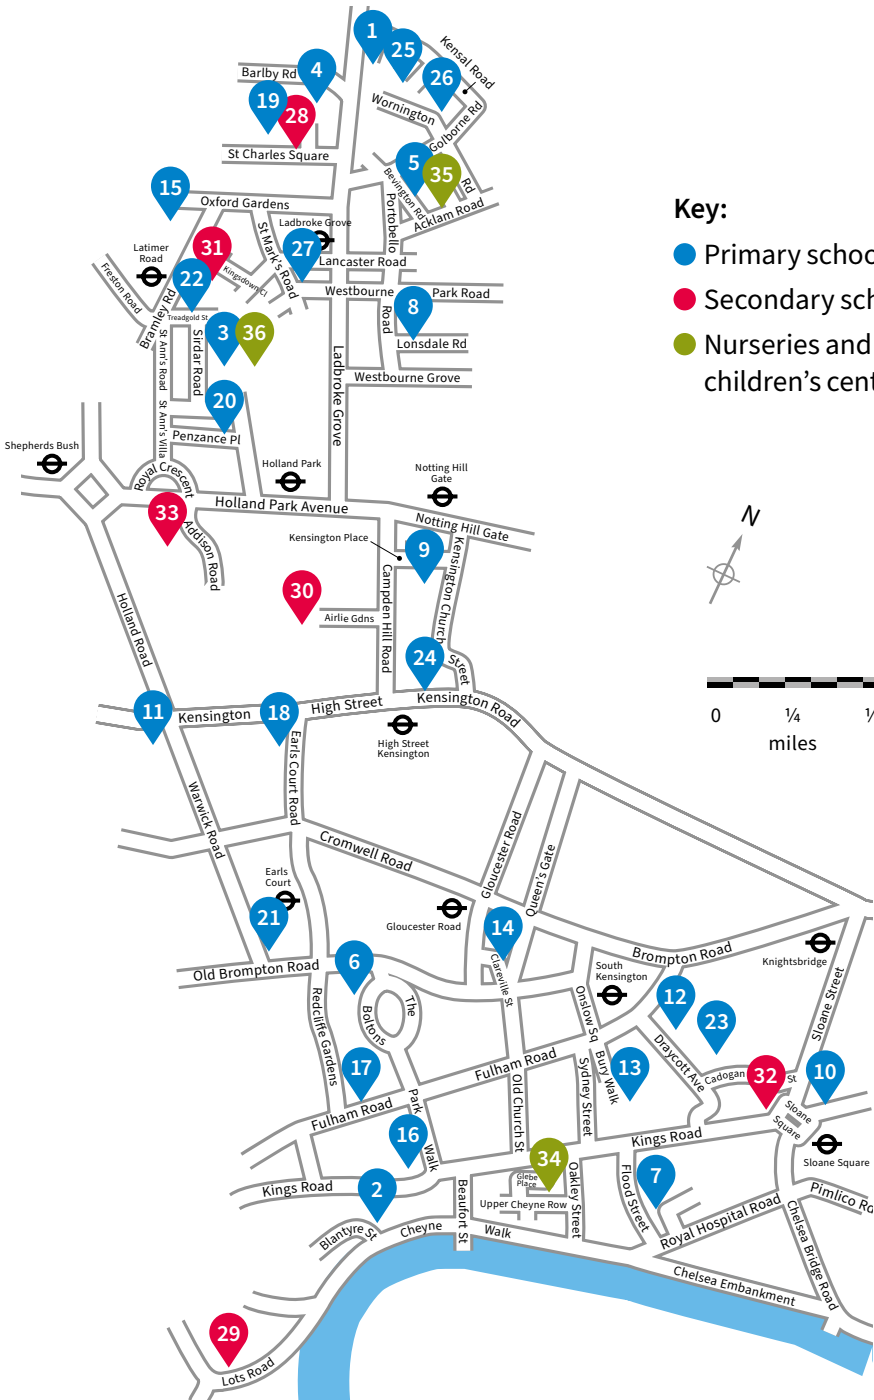 1
25
Kensal Road
Barlby Rd
4
26
19
28
Wornington
Golborne Rd
St Charles Square
5
35
Rd
Bevington Rd
15
Oxford Gardens
Portobello
Acklam Road
Key:
Primary schoo
Secondary sch
Nurseries and
children's cent
Ladbroke Grove
St Mark's Road
31
27
Latimer
Road
Lancaster Road
Freston Road
22
Kingsdown Cl
Westbourne
Park Road
Bramley Rd
Treadgold St
3
36
8
Road
Lonsdale Rd
St Ann's Road
Sirdar Road
Ladbroke Grove
Westbourne Grove
20
St Ann's Villa
Penzance Pl
Shepherds Bush
Royal Crescent
Holland Park
Notting Hill
Gate
33
Holland Park Avenue
Notting Hill Gate
Addison Road
Kensington Place
9
N
Kensington Church
Street
30
Campden Hill Road
Airlie Gdns
Holland Road
24
11
Kensington
18
High Street
Kensington Road
0
¼
miles
High Street
Kensington
Earls Court Road
Warwick Road
Cromwell Road
Gloucester Road
Queen's Gate
Earls
Court
21
Gloucester Road
14
Brompton Road
Knightsbridge
Old Brompton Road
6
Clareville St
South
Kensington
Sloane Street
The
Boltons
Redcliffe Gardens
Onslow Sq
12
23
17
Fulham Road
Bury Walk
13
Draycott Ave
Cadogan
32
St
10
Fulham Road
Park
Walk
Old Church St
Sydney Street
Sloane
Square
16
34
Kings Road
Sloane Square
Kings Road
2
Glebe
Place
Oakley Street
Flood Street
7
Pimlico Rd
Beaufort St
Upper Cheyne Row
Royal Hospital Road
Blantyre St
Cheyne
Walk
Chelsea Bridge Road
Chelsea Embankment
29
Lots Road